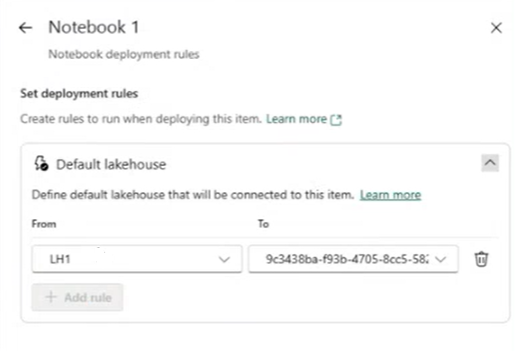 Notebook 1
Notebook deployment rules
Set deployment rules
Create rules to run when deploying this item. Learn more
Default lakehouse
Define default lakehouse that will be connected to this item. Learn more
From To
LH1 9c3438ba-f93b-4705-8cc5-582
+ Add rule